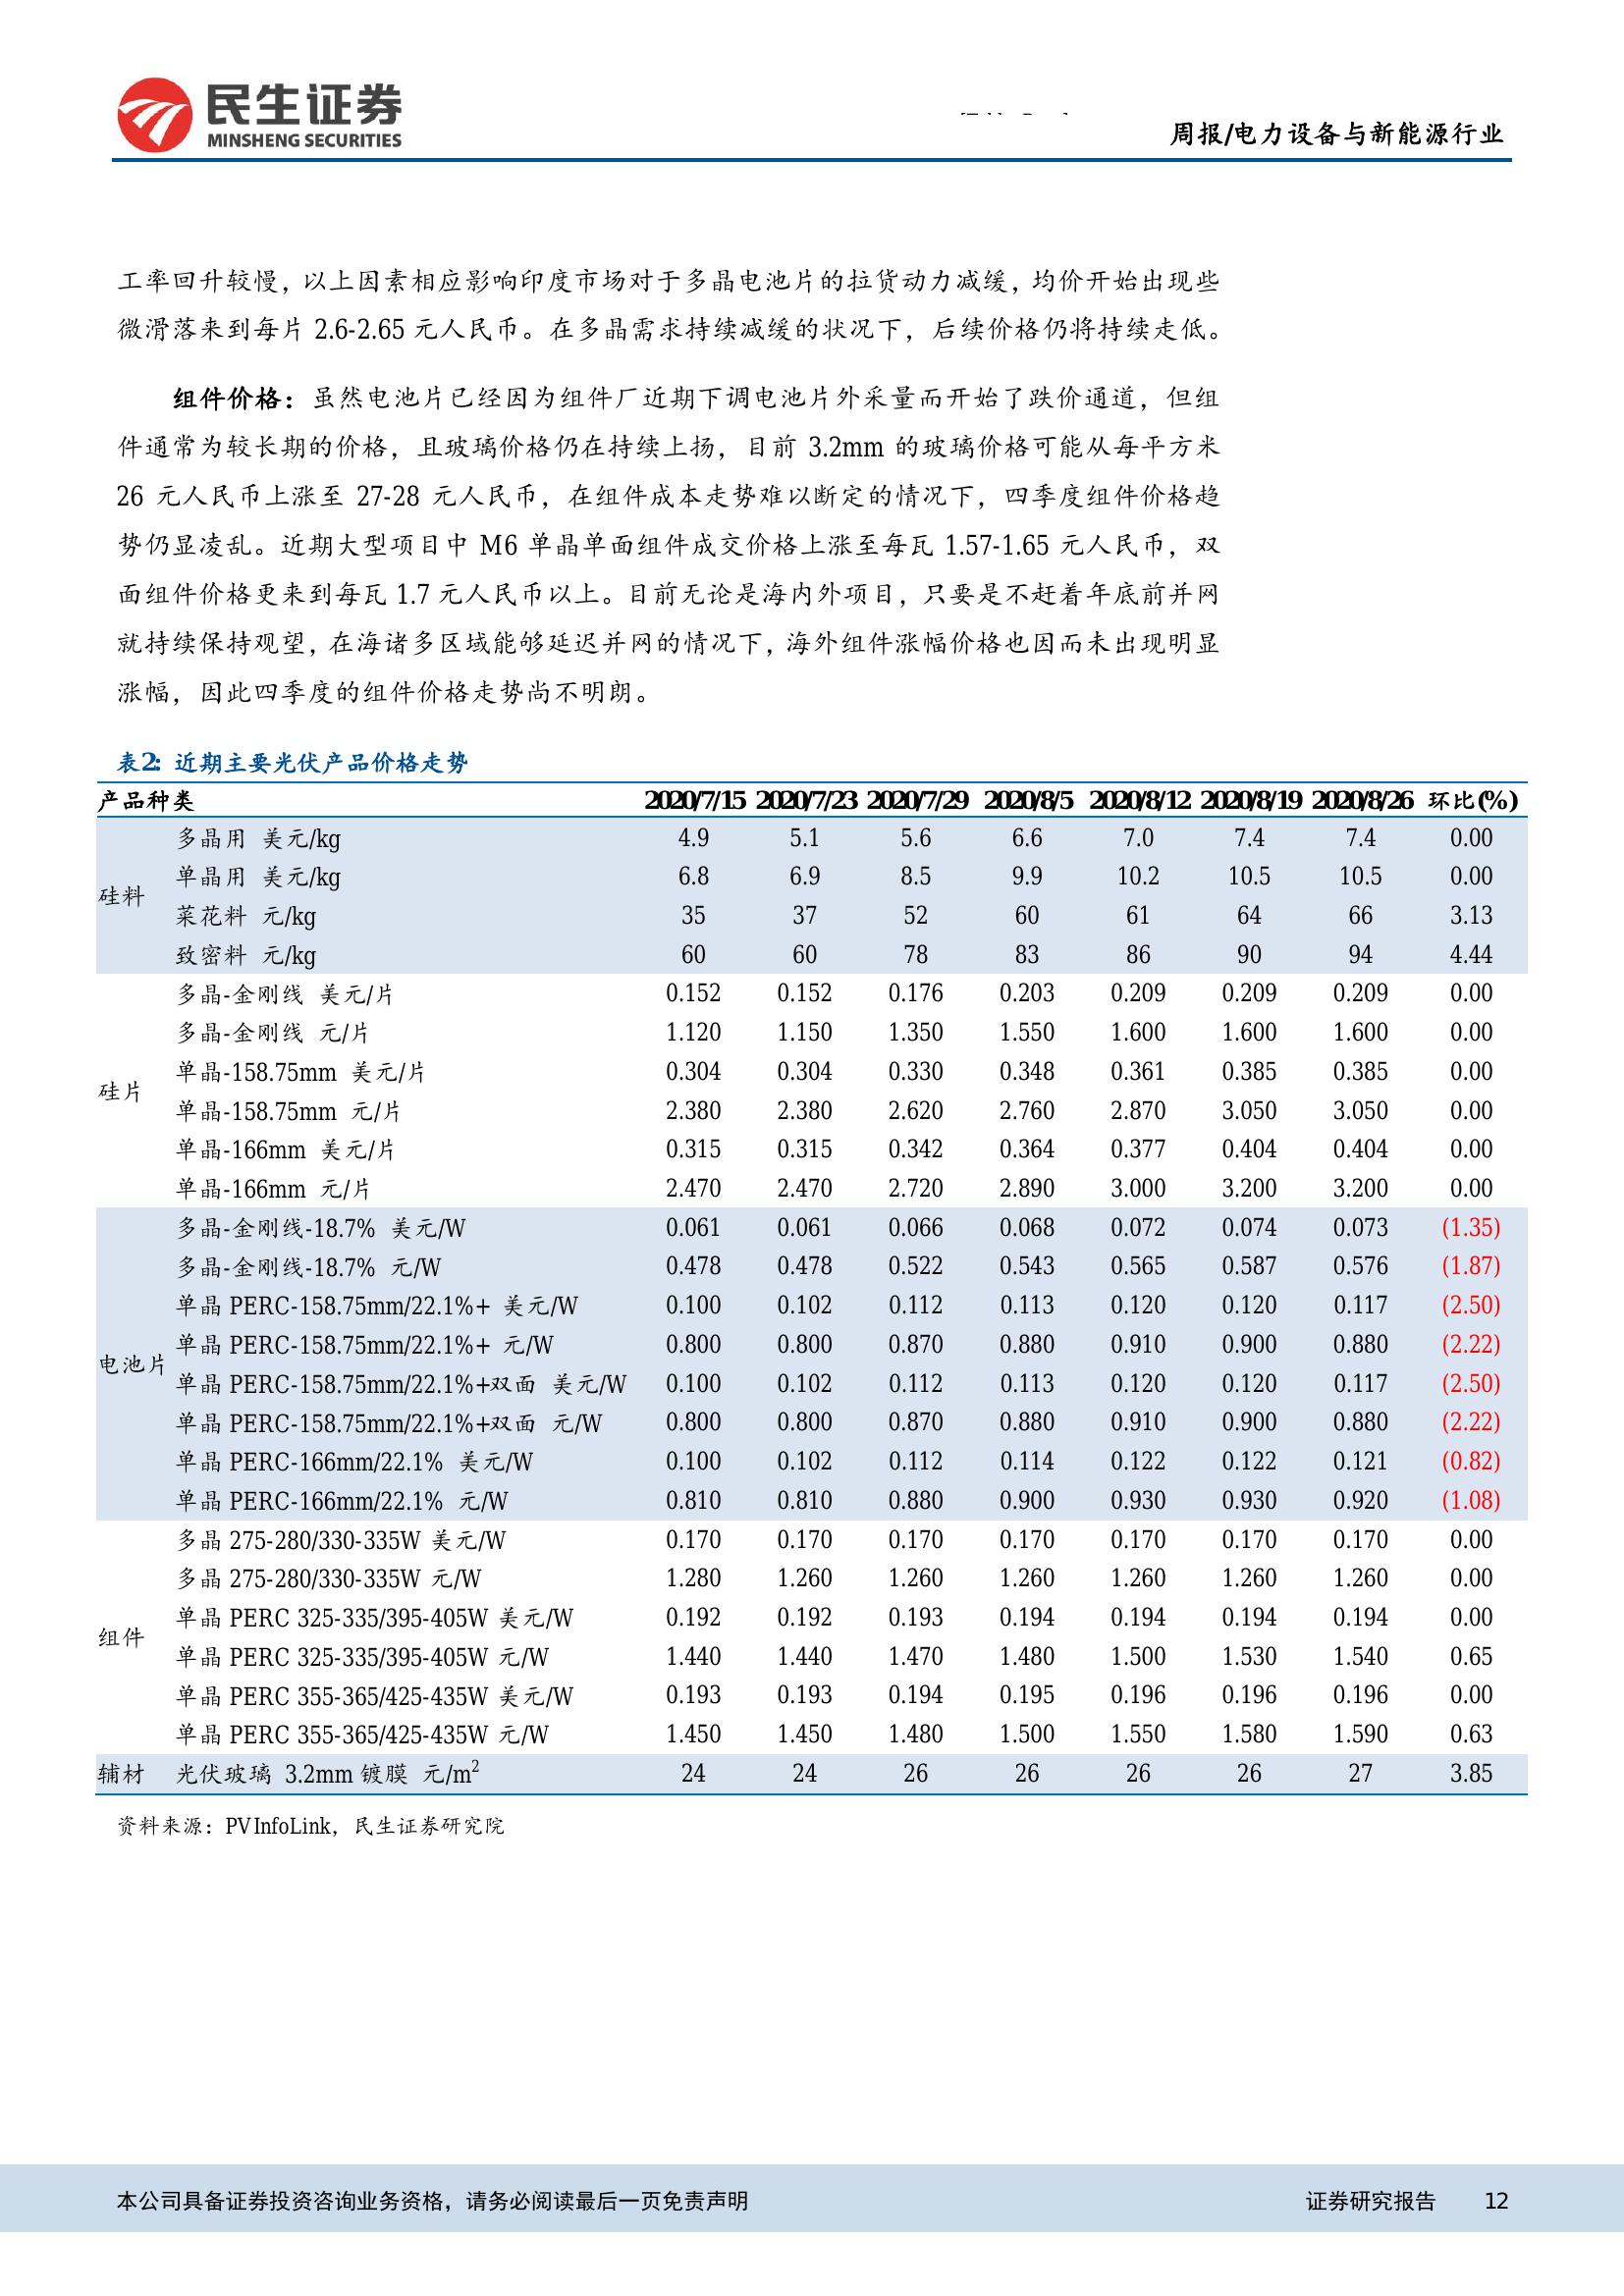 民生证券
MINSHENG SECURITIES
周报/电力设备与新能源行业
工率回升较慢，以上因素相应影响印度市场对于多晶电池片的拉货动力减缓，均价开始出现些
微滑落来到每片 2.6-2.65 元人民币。在多晶需求持续减缓的状况下，后续价格仍将持续走低。
组件价格：虽然电池片已经因为组件厂近期下调电池片外采量而开始了跌价通道，但组
件通常为较长期的价格，且玻璃价格仍在持续上扬，目前 3.2mm 的玻璃价格可能从每平方米
26 元人民币上涨至 27-28 元人民币，在组件成本走势难以断定的情况下，四季度组件价格趋
势仍显凌乱。近期大型项目中 M6 单晶单面组件成交价格上涨至每瓦 1.57-1.65 元人民币，双
面组件价格更来到每瓦 1.7 元人民币以上。目前无论是海内外项目，只要是不赶着年底前并网
就持续保持观望，在海诸多区域能够延迟并网的情况下，海外组件涨幅价格也因而未出现明显
涨幅，因此四季度的组件价格走势尚不明朗。
表2: 近期主要光伏产品价格走势
产品种类 2020/7/15 2020/7/23 2020/7/29 2020/8/5 2020/8/12 2020/8/19 2020/8/26 环比(%)
硅料
多晶用 美元/kg 4.9 5.1 5.6 6.6 7.0 7.4 7.4 0.00
单晶用 美元/kg 6.8 6.9 8.5 9.9 10.2 10.5 10.5 0.00
菜花料 元/kg 35 37 52 60 61 64 66 3.13
致密料 元/kg 60 60 78 83 86 90 94 4.44
硅片
多晶-金刚线 美元/片 0.152 0.152 0.176 0.203 0.209 0.209 0.209 0.00
多晶-金刚线 元/片 1.120 1.150 1.350 1.550 1.600 1.600 1.600 0.00
单晶-158.75mm 美元/片 0.304 0.304 0.330 0.348 0.361 0.385 0.385 0.00
单晶-158.75mm 元/片 2.380 2.380 2.620 2.760 2.870 3.050 3.050 0.00
单晶-166mm 美元/片 0.315 0.315 0.342 0.364 0.377 0.404 0.404 0.00
单晶-166mm 元/片 2.470 2.470 2.720 2.890 3.000 3.200 3.200 0.00
电池片
多晶-金刚线-18.7% 美元/W 0.061 0.061 0.066 0.068 0.072 0.074 0.073 (1.35)
多晶-金刚线-18.7% 元/W 0.478 0.478 0.522 0.543 0.565 0.587 0.576 (1.87)
单晶 PERC-158.75mm/22.1%+ 美元/W 0.100 0.102 0.112 0.113 0.120 0.120 0.117 (2.50)
单晶 PERC-158.75mm/22.1%+ 元/W 0.800 0.800 0.870 0.880 0.910 0.900 0.880 (2.22)
单晶 PERC-158.75mm/22.1%+双面 美元/W 0.100 0.102 0.112 0.113 0.120 0.120 0.117 (2.50)
单晶 PERC-158.75mm/22.1%+双面 元/W 0.800 0.800 0.870 0.880 0.910 0.900 0.880 (2.22)
单晶 PERC-166mm/22.1% 美元/W 0.100 0.102 0.112 0.114 0.122 0.122 0.121 (0.82)
单晶 PERC-166mm/22.1% 元/W 0.810 0.810 0.880 0.900 0.930 0.930 0.920 (1.08)
组件
多晶 275-280/330-335W 美元/W 0.170 0.170 0.170 0.170 0.170 0.170 0.170 0.00
多晶 275-280/330-335W 元/W 1.280 1.260 1.260 1.260 1.260 1.260 1.260 0.00
单晶 PERC 325-335/395-405W 美元/W 0.192 0.192 0.193 0.194 0.194 0.194 0.194 0.00
单晶 PERC 325-335/395-405W 元/W 1.440 1.440 1.470 1.480 1.500 1.530 1.540 0.65
单晶 PERC 355-365/425-435W 美元/W 0.193 0.193 0.194 0.195 0.196 0.196 0.196 0.00
单晶 PERC 355-365/425-435W 元/W 1.450 1.450 1.480 1.500 1.550 1.580 1.590 0.63
辅材 光伏玻璃 3.2mm 镀膜 元/m² 24 24 26 26 26 26 27 3.85
资料来源：PVInfoLink，民生证券研究院
本公司具备证券投资咨询业务资格，请务必阅读最后一页免责声明 证券研究报告 12